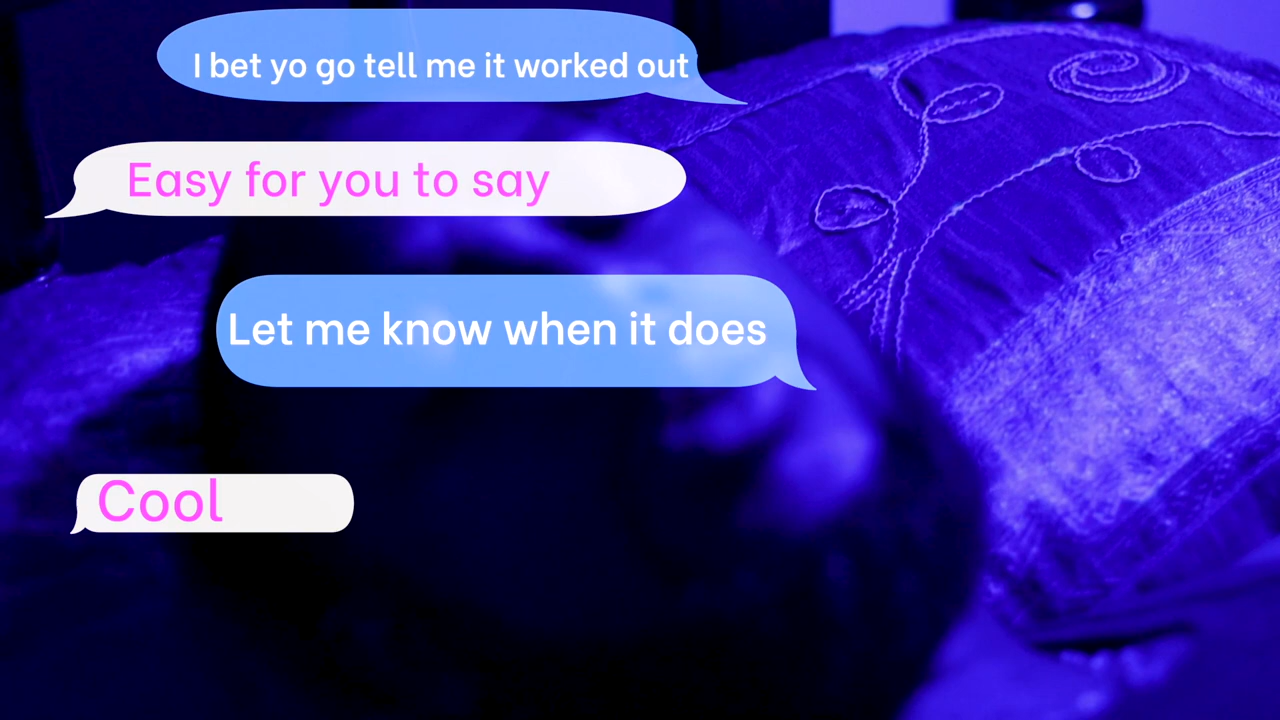 I bet yo go tell me it worked out
Easy for you to say
Let me know when it does
Cool